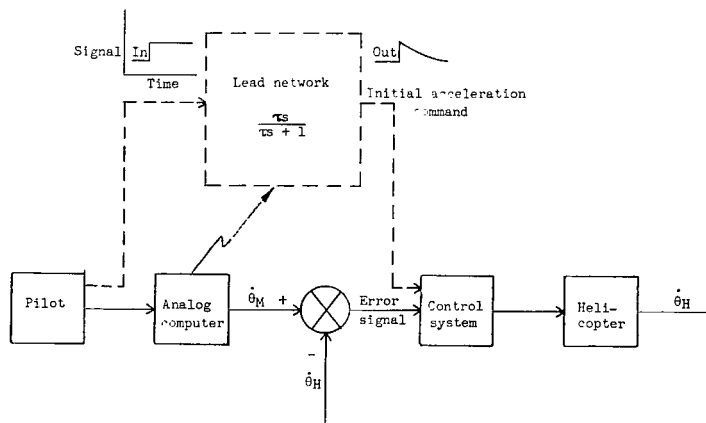 Signal
In
Time
Out
Lead network
τs
τs + 1
Initial acceleration
command
Pilot
Analog
computer
θ̇M +
−
θ̇H
Error
signal
Control
system
Heli-
copter
θ̇H